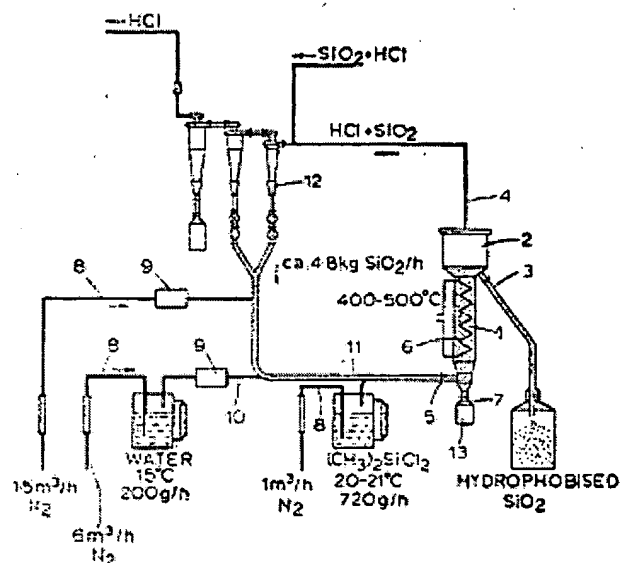 HCl
SiO2+HCl
HCl+SiO2
12
4
2
3
8
9
ca.4.8kg SiO2/h
400-500°C
1
6
8
9
11
10
8
5
7
13
WATER
15°C
200g/h
(CH3)2SiCl2
20-21°C
720g/h
HYDROPHOBISED
SiO2
1.5m³/h
N2
6m³/h
N2
1m³/h
N2